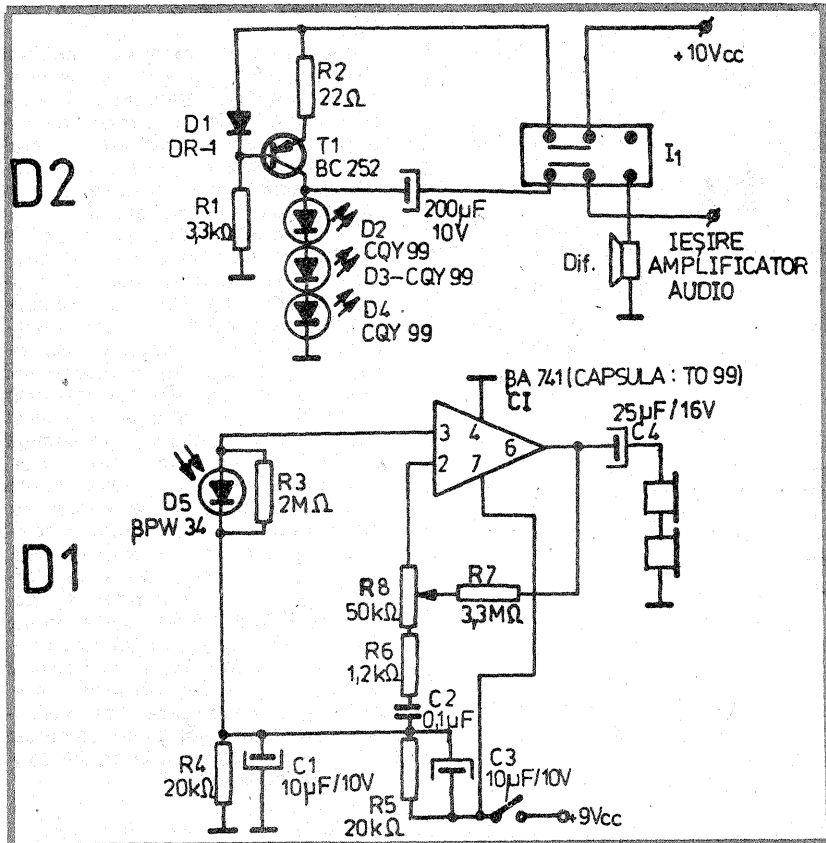 D2
R2
22Ω
+10Vcc
D1
DR-1
T1
BC 252
I1
R1
3,3kΩ
200µF
10V
D2
CQY 99
D3-CQY 99
D4
CQY 99
Dif.
IEȘIRE
AMPLIFICATOR
AUDIO
D1
βA 741 (CAPSULA : TO 99)
CI
25µF/16V
C4
3
4
6
2
7
D5
βPW 34
R3
2MΩ
R8
50kΩ
R7
3,3MΩ
R6
1,2kΩ
C2
0,1µF
R4
20kΩ
C1
10µF/10V
R5
20kΩ
C3
10µF/10V
+9Vcc